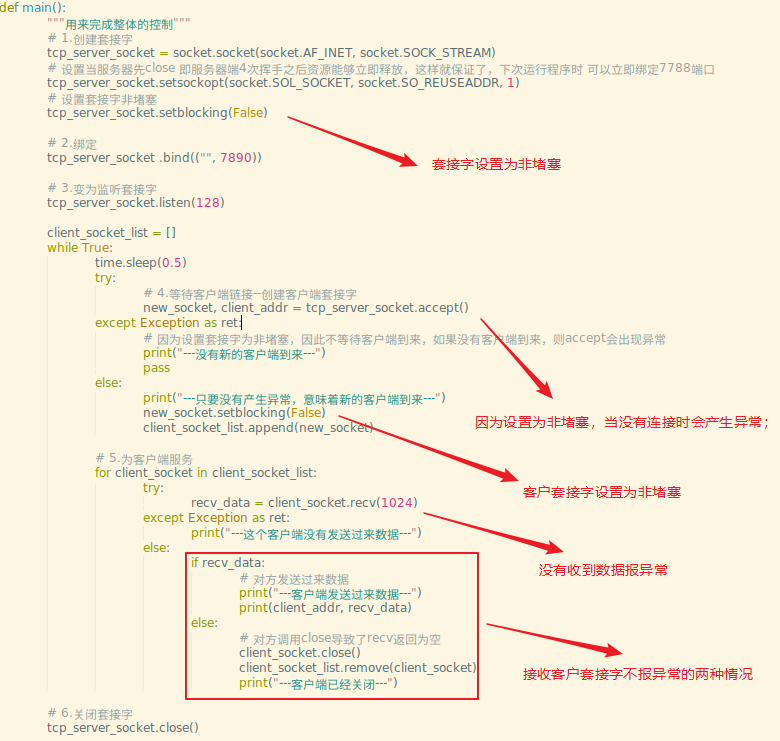 def main():
"""用来完成整体的控制"""
# 1.创建套接字
tcp_server_socket = socket.socket(socket.AF_INET, socket.SOCK_STREAM)
# 设置当服务器先close 即服务器端4次挥手之后资源能够立即释放，这样就保证了，下次运行程序时 可以立即绑定7788端口
tcp_server_socket.setsockopt(socket.SOL_SOCKET, socket.SO_REUSEADDR, 1)
# 设置套接字非堵塞
tcp_server_socket.setblocking(False)
套接字设置为非堵塞
# 2.绑定
tcp_server_socket .bind(("", 7890))
# 3.变为监听套接字
tcp_server_socket.listen(128)
client_socket_list = []
while True:
time.sleep(0.5)
try:
# 4.等待客户端链接--创建客户端套接字
new_socket, client_addr = tcp_server_socket.accept()
except Exception as ret:
# 因为设置套接字为非堵塞，因此不等待客户端到来，如果没有客户端到来，则accept会出现异常
print("---没有新的客户端到来---")
pass
else:
print("---只要没有产生异常，意味着新的客户端到来---")
new_socket.setblocking(False)
client_socket_list.append(new_socket)
因为设置为非堵塞，当没有连接时会产生异常；
# 5.为客户端服务
for client_socket in client_socket_list:
try:
客户套接字设置为非堵塞
recv_data = client_socket.recv(1024)
except Exception as ret:
print("---这个客户端没有发送过来数据---")
else:
if recv_data:
没有收到数据报异常
# 对方发送过来数据
print("---客户端发送过来数据---")
print(client_addr, recv_data)
else:
# 对方调用close导致了recv返回为空
client_socket.close()
client_socket_list.remove(client_socket)
接收客户套接字不报异常的两种情况
print("---客户端已经关闭---")
# 6.关闭套接字
tcp_server_socket.close()